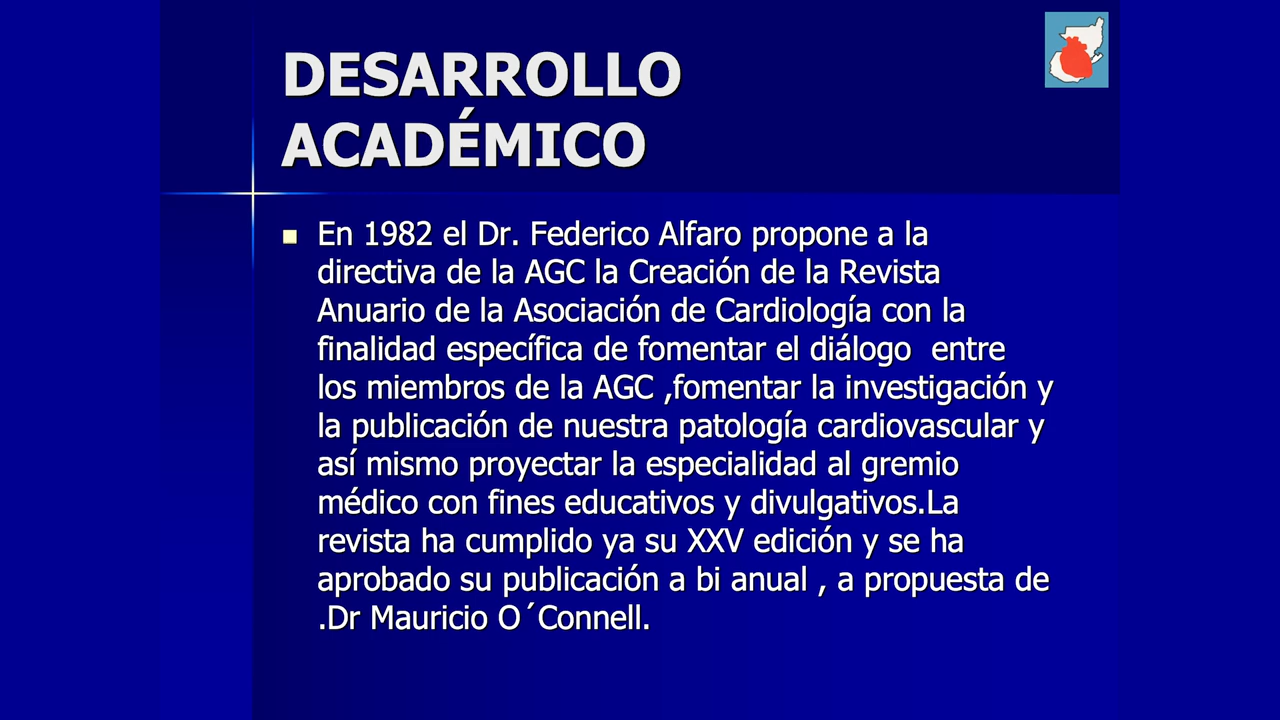 DESARROLLO
ACADÉMICO
En 1982 el Dr. Federico Alfaro propone a la
directiva de la AGC la Creación de la Revista
Anuario de la Asociación de Cardiología con la
finalidad específica de fomentar el diálogo  entre
los miembros de la AGC ,fomentar la investigación y
la publicación de nuestra patología cardiovascular y
así mismo proyectar la especialidad al gremio
médico con fines educativos y divulgativos.La
revista ha cumplido ya su XXV edición y se ha
aprobado su publicación a bi anual , a propuesta de
.Dr Mauricio O´Connell.